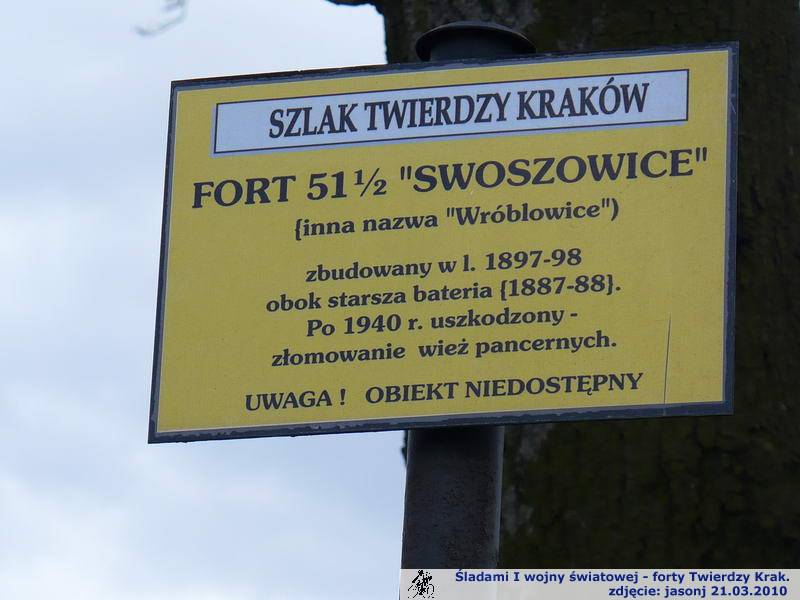 SZLAK TWIERDZY KRAKÓW
FORT 51½ "SWOSZOWICE"
{inna nazwa "Wróblowice")
zbudowany w l. 1897-98
obok starsza bateria {1887-88}.
Po 1940 r. uszkodzony -
złomowanie wież pancernych.
UWAGA ! OBIEKT NIEDOSTĘPNY
Śladami I wojny światowej - forty Twierdzy Krak.
zdjęcie: jasonj 21.03.2010